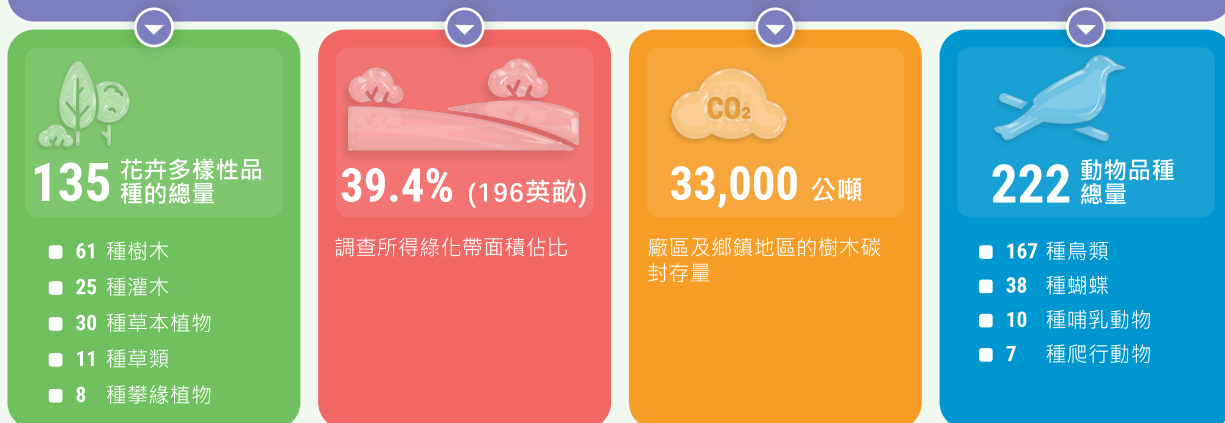 135 花卉多樣性品
種的總量
61 種樹木
25 種灌木
30 種草本植物
11 種草類
8 種攀緣植物
39.4% (196英畝)
調查所得綠化帶面積佔比
CO₂
33,000 公噸
廠區及鄉鎮地區的樹木碳
封存量
222 動物品種
總量
167 種鳥類
38 種蝴蝶
10 種哺乳動物
7 種爬行動物